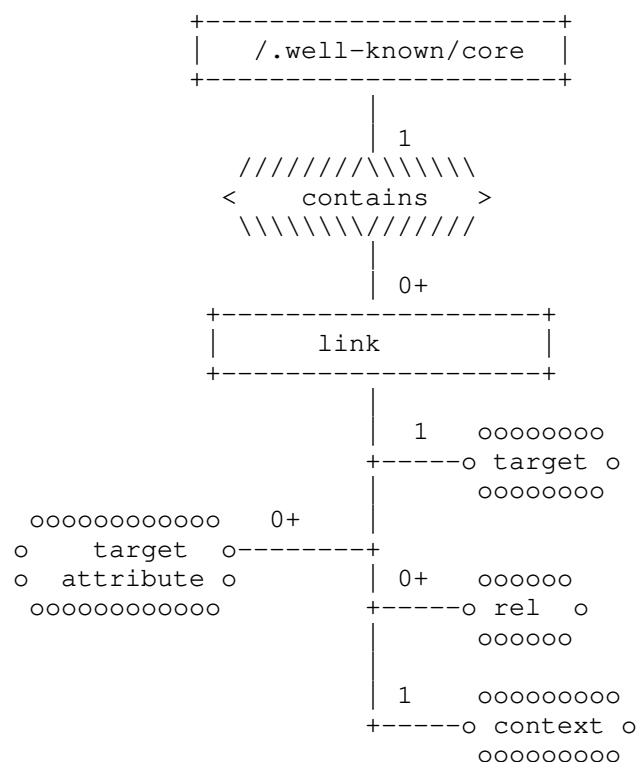 /.well-known/core
1
contains
0+
link
1
target
0+
target
attribute
0+
rel
1
context